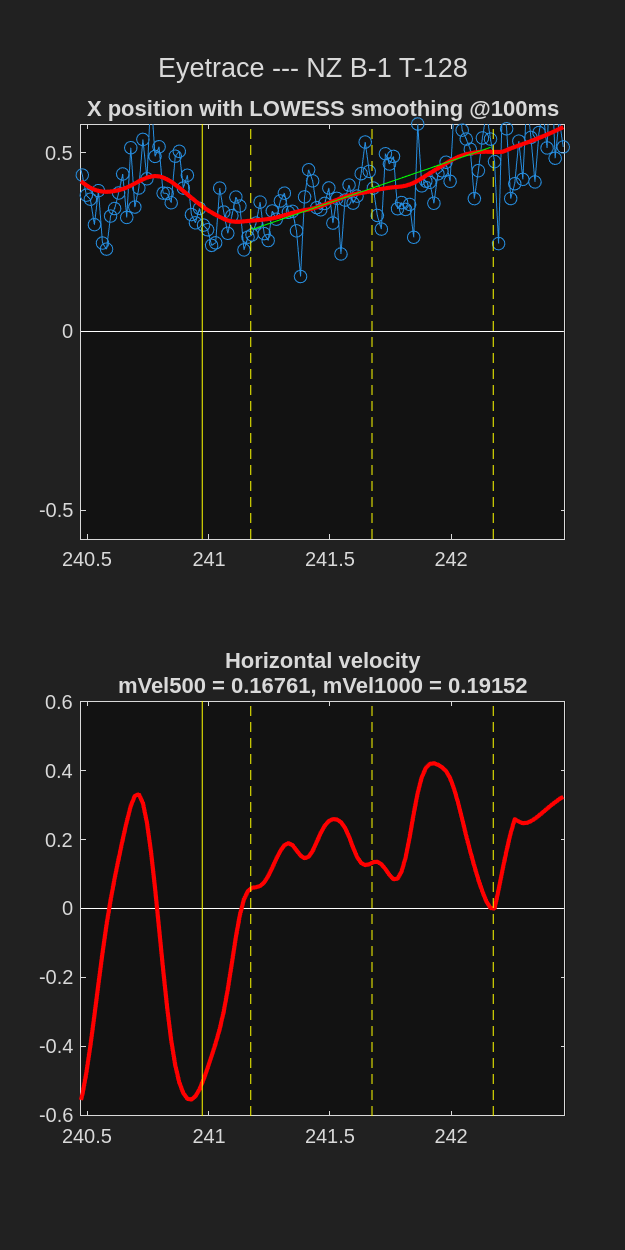 Eyetrace --- NZ B-1 T-128
X position with LOWESS smoothing @100ms
0.5
0
-0.5
240.5 241 241.5 242
Horizontal velocity
mVel500 = 0.16761, mVel1000 = 0.19152
0.6
0.4
0.2
0
-0.2
-0.4
-0.6
240.5 241 241.5 242